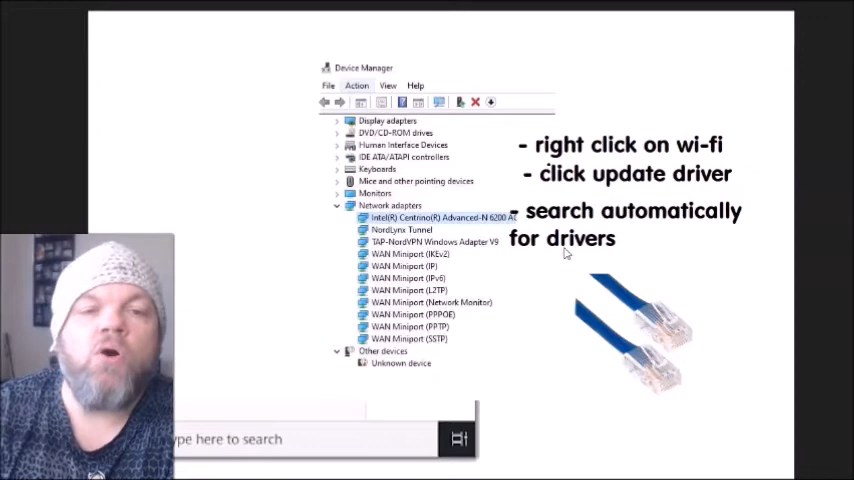 Device Manager
File Action View Help
Display adapters
DVD/CD-ROM drives
Human Interface Devices
IDE ATA/ATAPI controllers
Keyboards
Mice and other pointing devices
Monitors
Network adapters
Intel(R) Centrino(R) Advanced-N 6200 AG
NordLynx Tunnel
TAP-NordVPN Windows Adapter V9
WAN Miniport (IKEv2)
WAN Miniport (IP)
WAN Miniport (IPv6)
WAN Miniport (L2TP)
WAN Miniport (Network Monitor)
WAN Miniport (PPPOE)
WAN Miniport (PPTP)
WAN Miniport (SSTP)
Other devices
Unknown device
- right click on wi-fi
- click update driver
- search automatically
for drivers
ype here to search